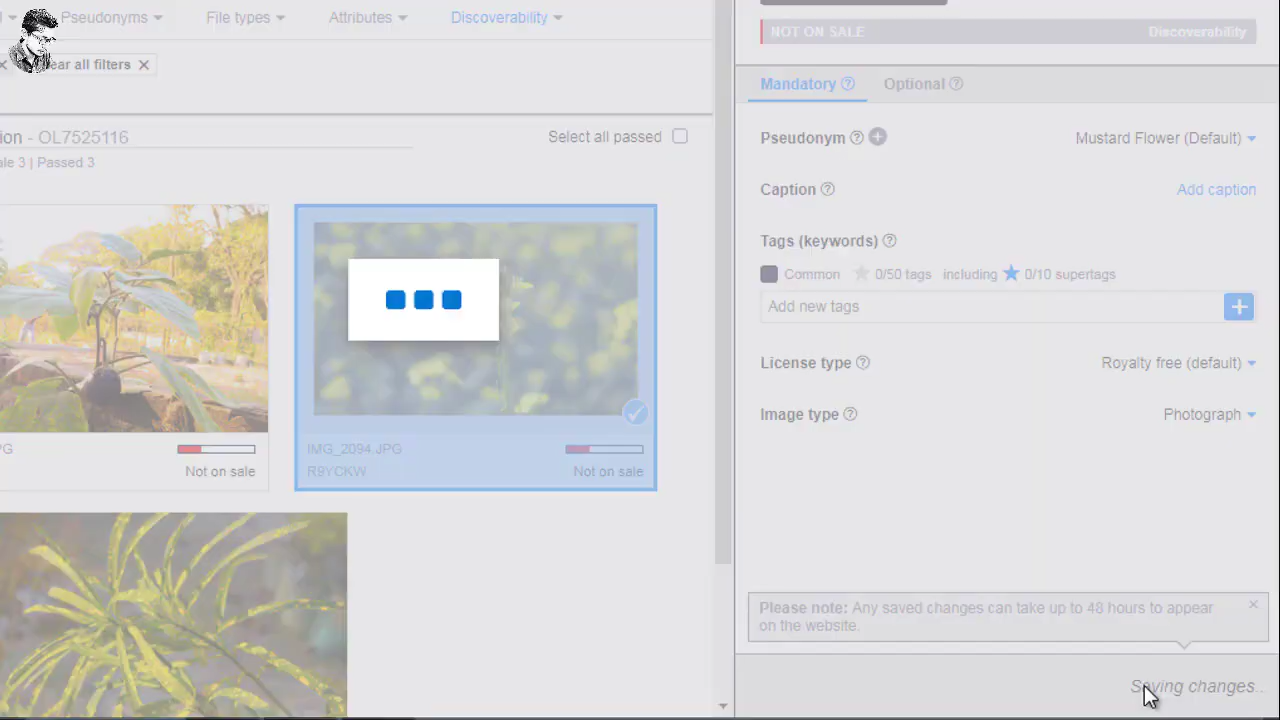 Pseudonyms File types Attributes Discoverability
ear all filters
ion - OL7525116
Select all passed
ale 3 | Passed 3
PG
Not on sale
IMG_2094.JPG
R9YCKW
Not on sale
NOT ON SALE Discoverability
Mandatory Optional
Pseudonym Mustard Flower (Default)
Caption Add caption
Tags (keywords)
Common 0/50 tags including 0/10 supertags
Add new tags
License type Royalty free (default)
Image type Photograph
Please note: Any saved changes can take up to 48 hours to appear
on the website.
Saving changes..